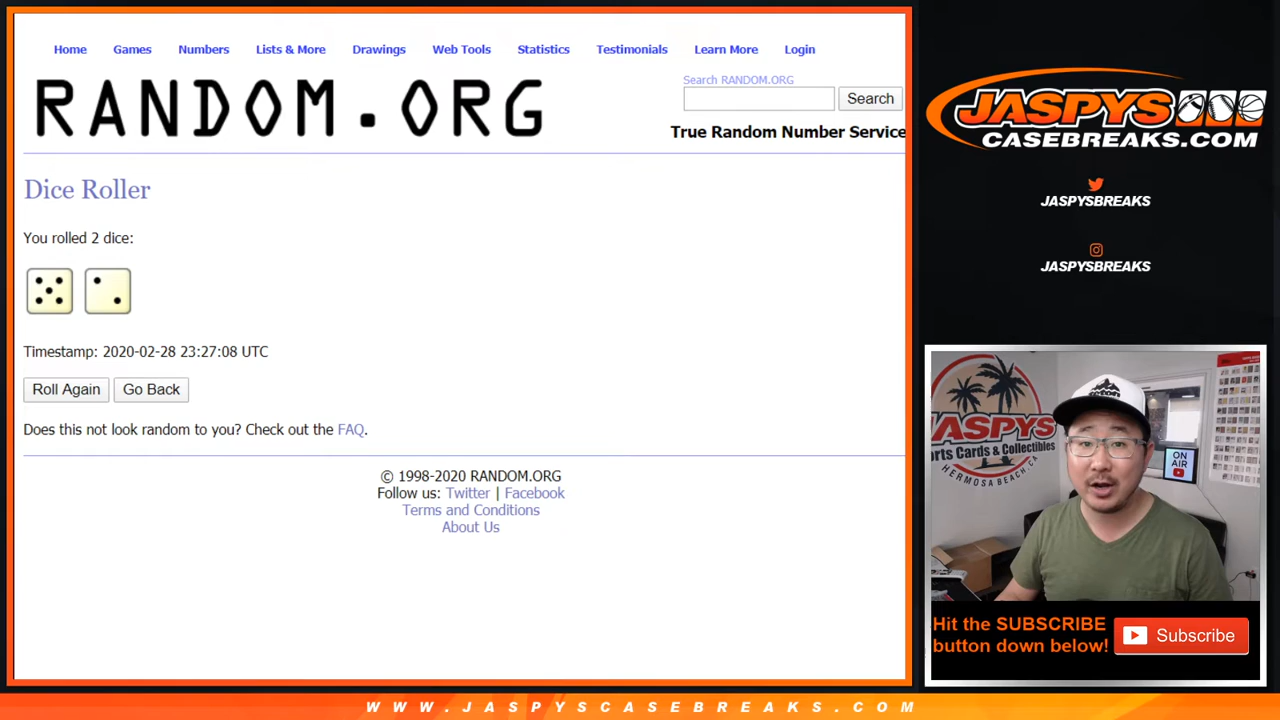 Home Games Numbers Lists & More Drawings Web Tools Statistics Testimonials Learn More Login
RANDOM.ORG
Search RANDOM.ORG
Search
True Random Number Service
Dice Roller
You rolled 2 dice:
Timestamp: 2020-02-28 23:27:08 UTC
Roll Again Go Back
Does this not look random to you? Check out the FAQ.
© 1998-2020 RANDOM.ORG
Follow us: Twitter | Facebook
Terms and Conditions
About Us
JASPYS
CASEBREAKS.COM
JASPYSBREAKS
JASPYSBREAKS
JASPYS
Sports Cards & Collectibles
HERMOSA BEACH, CA
ON
AIR
Hit the SUBSCRIBE
button down below!
Subscribe
WWW.JASPYSCASEBREAKS.COM